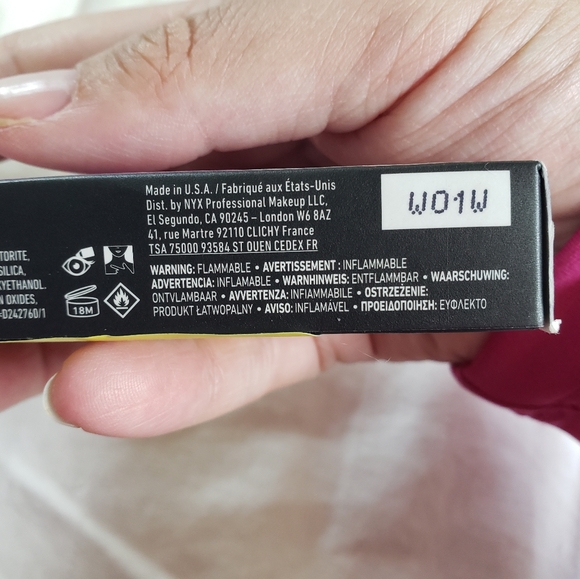 Made in U.S.A. / Fabriqué aux États-Unis
Dist. by NYX Professional Makeup LLC,
El Segundo, CA 90245 – London W6 8AZ
41, rue Martre 92110 CLICHY FRANCE
TSA 75000 93584 ST OUEN CEDEX FR
W01W
TORITE.
SILICA,
XYETHANOL.
N OXIDES,
=D242760/1
18M
WARNING: FLAMMABLE • AVERTISSEMENT : INFLAMMABLE
ADVERTENCIA: INFLAMABLE • WARNHINWEIS: ENTFLAMMBAR • WAARSCHUWING:
ONTVLAMBAAR • AVVERTENZA: INFIAMMABILE • OSTRZEŻENIE:
PRODUKT ŁATWOPALNY • AVISO: INFLAMÁVEL • ΠΡΟΕΙΔΟΠΟΙΗΣΗ: ΕΥΦΛΕΚΤΟ